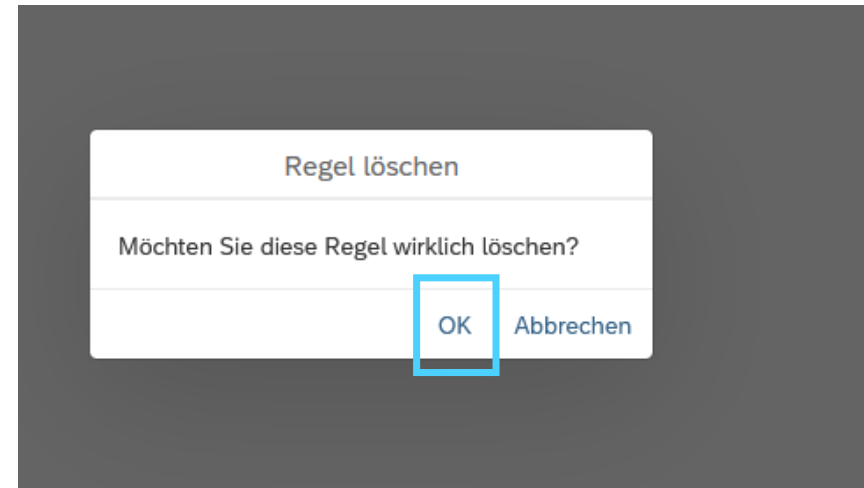 Regel löschen
Möchten Sie diese Regel wirklich löschen?
OK Abbrechen